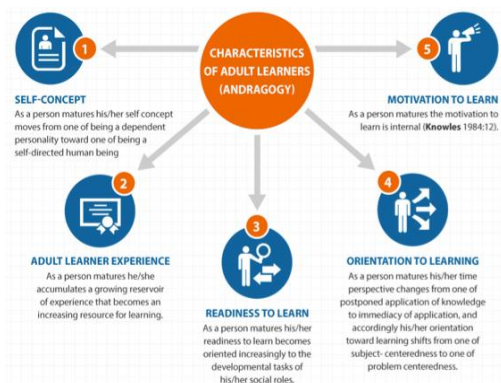 CHARACTERISTICS
OF ADULT LEARNERS
(ANDRAGOGY)
1
SELF-CONCEPT
As a person matures his/her self concept
moves from one of being a dependent
personality toward one of being a
self-directed human being
2
ADULT LEARNER EXPERIENCE
As a person matures he/she
accumulates a growing reservoir
of experience that becomes an
increasing resource for learning.
3
READINESS TO LEARN
As a person matures his/her
readiness to learn becomes
oriented increasingly to the
developmental tasks of
his/her social roles.
4
ORIENTATION TO LEARNING
As a person matures his/her time
perspective changes from one of
postponed application of knowledge
to immediacy of application, and
accordingly his/her orientation
toward learning shifts from one of
subject- centeredness to one of
problem centeredness.
5
MOTIVATION TO LEARN
As a person matures the motivation to
learn is internal (Knowles 1984:12).